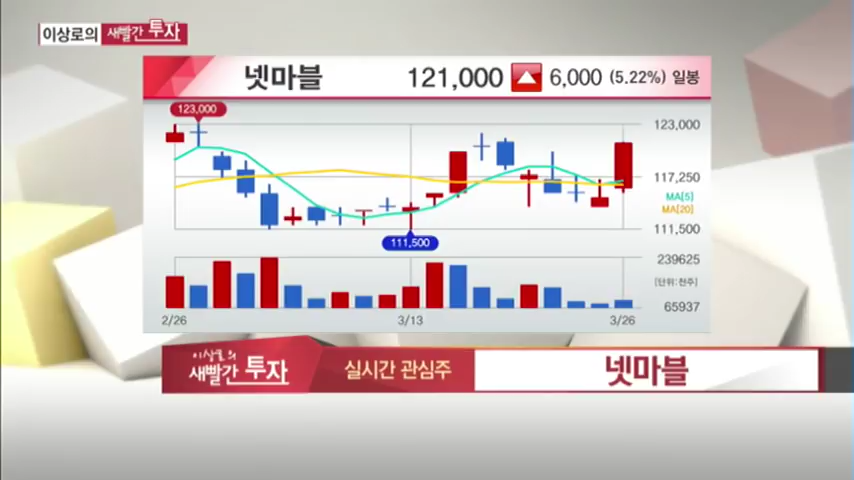 이상로의 새빨간 투자
넷마블 121,000 6,000 (5.22%) 일봉
123,000
123,000
117,250
MA[5]
MA[20]
111,500
111,500
239625
[단위:천주]
65937
2/26 3/13 3/26
이상로의
새빨간 투자
실시간 관심주
넷마블